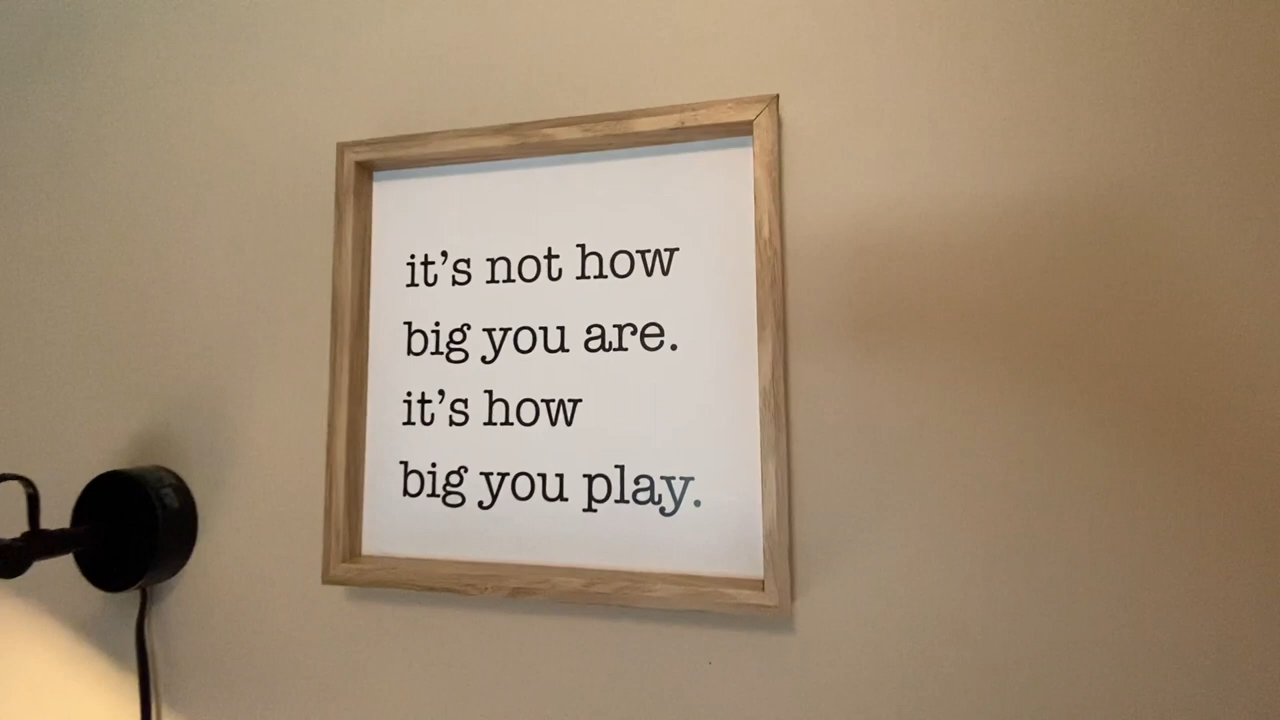 it's not how
big you are.
it's how
big you play.